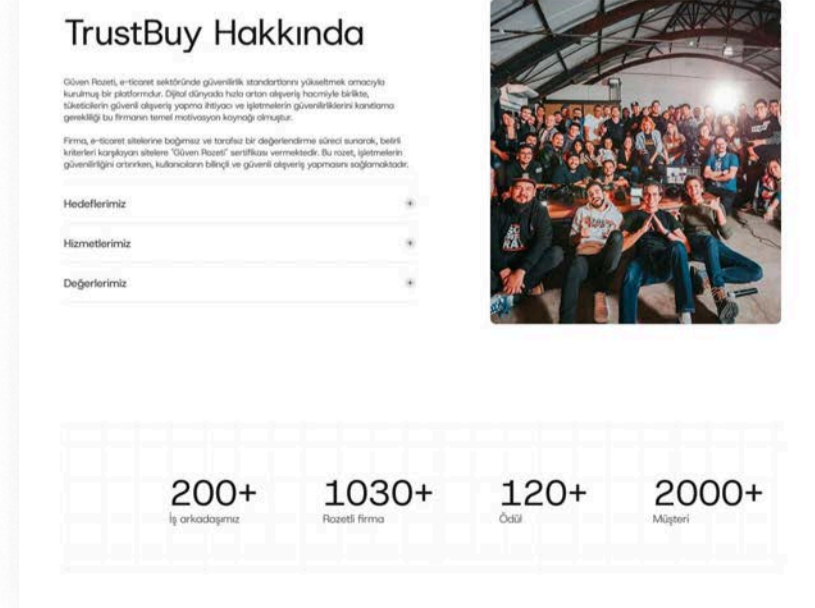 TrustBuy Hakkında
Güven Rozeti, e-ticaret sektöründe güvenilirlik standartlarını yükseltmek amacıyla
kurulmuş bir platformdur. Dijital dünyada hızla artan alışveriş hacmiyle birlikte,
tüketicilerin güvenli alışveriş yapma ihtiyacı ve işletmelerin güvenilirliklerini kanıtlama
gerekliliği bu firmanın temel motivasyon kaynağı olmuştur.
Firma, e-ticaret sitelerine bağımsız ve tarafsız bir değerlendirme süreci sunarak, belirli
kriterleri karşılayan sitelere "Güven Rozeti" sertifikası vermektedir. Bu rozet, işletmelerin
güvenilirliğini artırırken, kullanıcıların bilinçli ve güvenli alışveriş yapmasını sağlamaktadır.
Hedeflerimiz +
Hizmetlerimiz +
Değerlerimiz +
200+ 1030+ 120+ 2000+
İş arkadaşımız Rozetli firma Ödül Müşteri